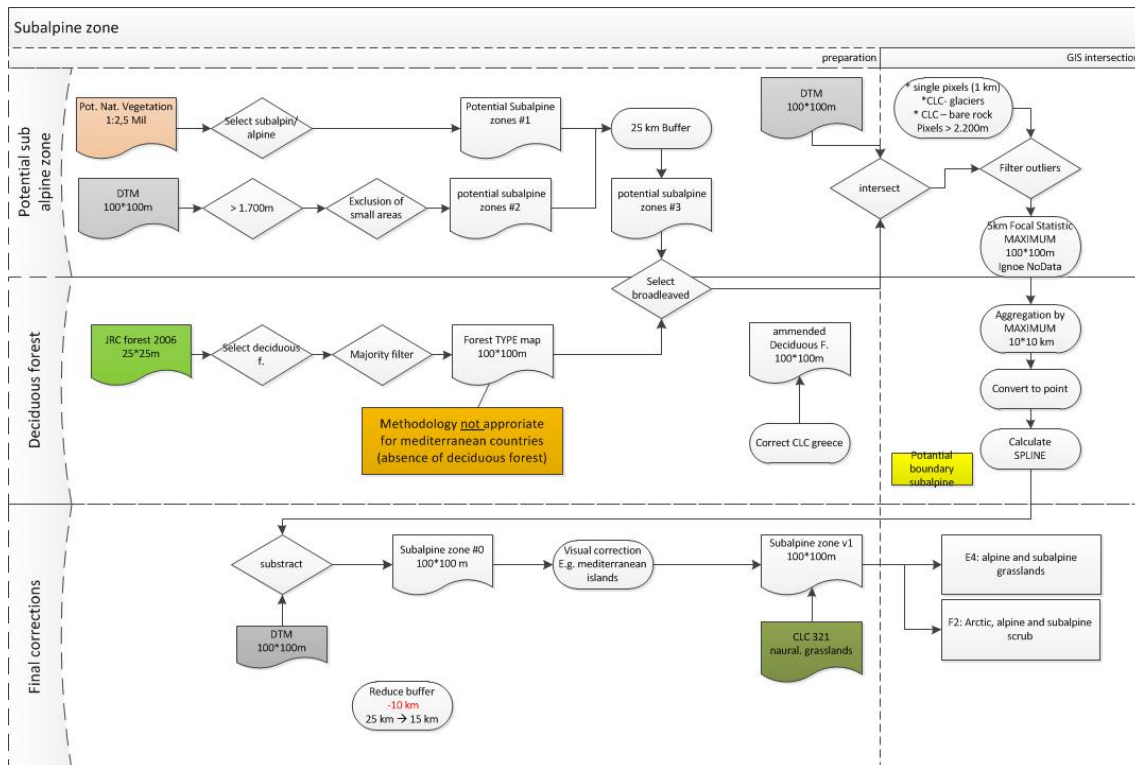 Subalpine zone
preparation
GIS intersection
Potential sub
alpine zone
Pot. Nat. Vegetation
1:2,5 Mil
Select subalpin/
alpine
Potential Subalpine
zones #1
25 km Buffer
DTM
100*100m
* single pixels (1 km)
*CLC- glaciers
* CLC – bare rock
Pixels > 2.200m
DTM
100*100m
> 1.700m
Exclusion of
small areas
potential subalpine
zones #2
potential subalpine
zones #3
intersect
Filter outliers
5km Focal Statistic
MAXIMUM
100*100m
Ignoe NoData
Deciduous forest
Select
broadleaved
JRC forest 2006
25*25m
Select deciduous
f.
Majority filter
Forest TYPE map
100*100m
ammended
Deciduous F.
100*100m
Aggregation by
MAXIMUM
10*10 km
Convert to point
Methodology not approriate
for mediterranean countries
(absence of deciduous forest)
Correct CLC greece
Calculate
SPLINE
Potantial
boundary
subalpine
Final corrections
substract
Subalpine zone #0
100*100 m
Visual correction
E.g. mediterranean
islands
Subalpine zone v1
100*100m
E4: alpine and subalpine
grasslands
F2: Arctic, alpine and subalpine
scrub
DTM
100*100m
CLC 321
naural. grasslands
Reduce buffer
-10 km
25 km → 15 km